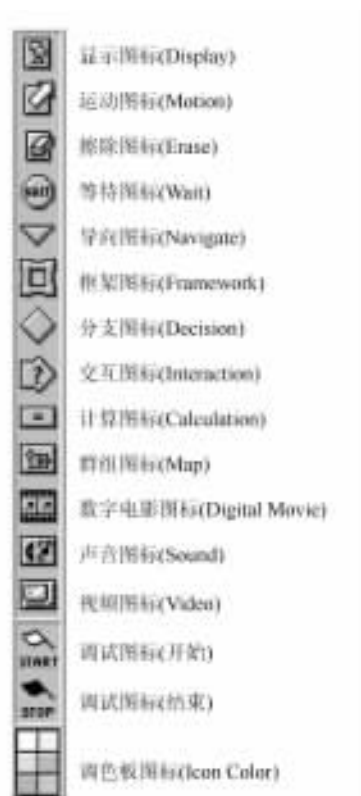 显示图标(Display)
运动图标(Motion)
擦除图标(Erase)
WAIT 等待图标(Wait)
导向图标(Navigate)
框架图标(Framework)
分支图标(Decision)
? 交互图标(Interaction)
= 计算图标(Calculation)
群组图标(Map)
数字电影图标(Digital Movie)
声音图标(Sound)
视频图标(Video)
START 调试图标(开始)
STOP 调试图标(结束)
调色板图标(Icon Color)